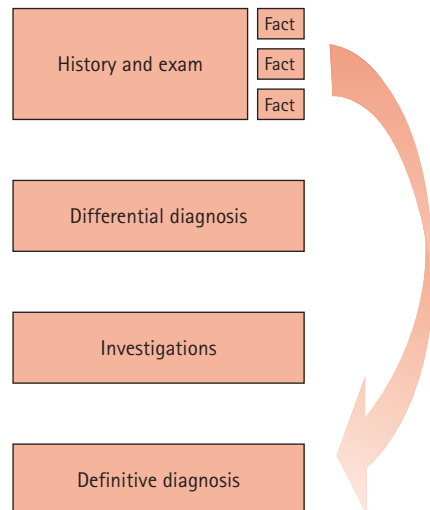 Fact
History and exam
Fact
Fact
Differential diagnosis
Investigations
Definitive diagnosis